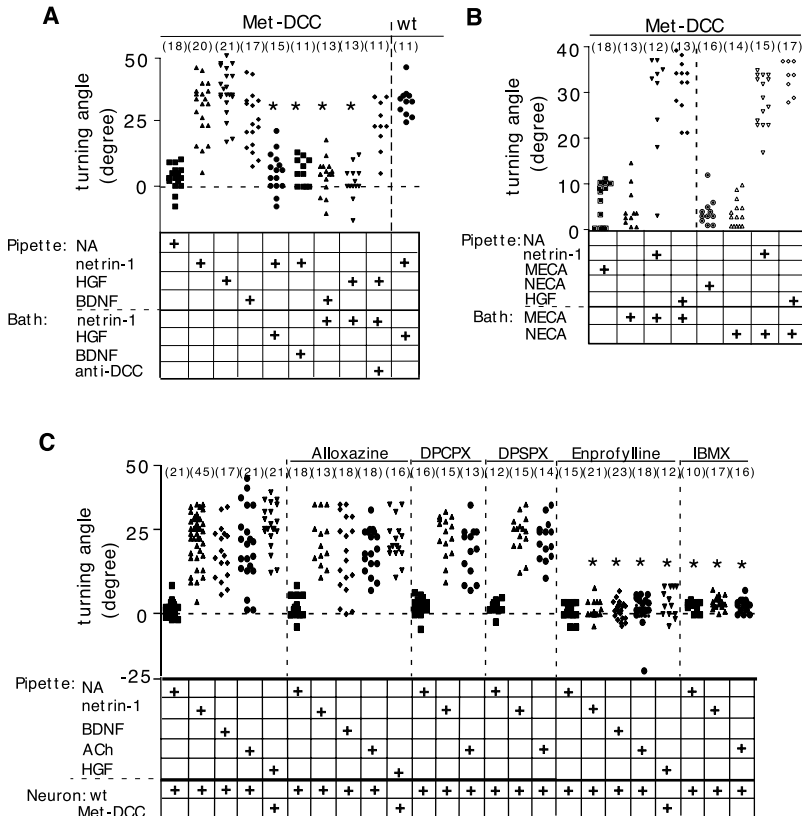 A
Met-DCC wt
(18)(20)(21)(17)(15)(11)(13)(13)(11) (11)
50
25
0
turning angle
(degree)
* * * *
Pipette: NA +
netrin-1 + + + +
HGF + + +
BDNF + +
Bath: netrin-1 + + +
HGF + +
BDNF +
anti-DCC +
B
Met-DCC
(18)(13)(12)(13)(16)(14)(15)(17)
40
30
20
10
0
turning angle
(degree)
Pipette: NA
netrin-1 + +
MECA +
NECA +
HGF + +
Bath: MECA + + +
NECA + + +
C
Alloxazine DPCPX DPSPX Enprofylline IBMX
(21)(45)(17)(21)(21)(18)(13)(18)(18)(16)(16)(15)(13)(12)(15)(14)(15)(21)(23)(18)(12)(10)(17)(16)
50
25
0
-25
turning angle
(degree)
* * * * * * *
Pipette: NA + + + + + +
netrin-1 + + + + + +
BDNF + + +
ACh + + + + + +
HGF + + +
Neuron: wt + + + + + + + + + + + + + + + + + + + + +
Met-DCC + + +